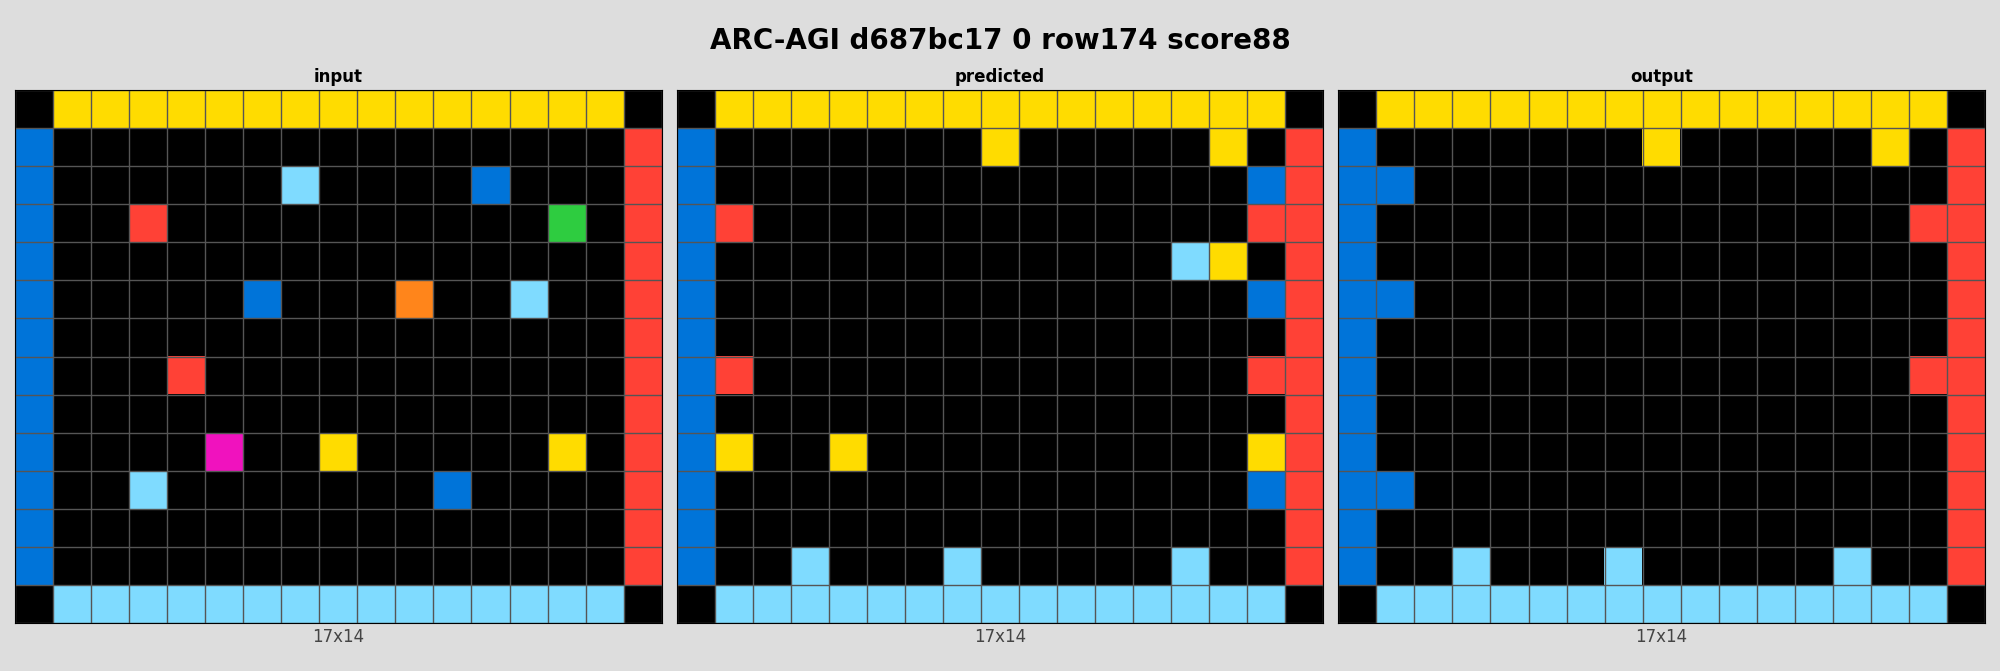 ARC-AGI d687bc17 0 row174 score88
input
predicted
output
17x14
17x14
17x14